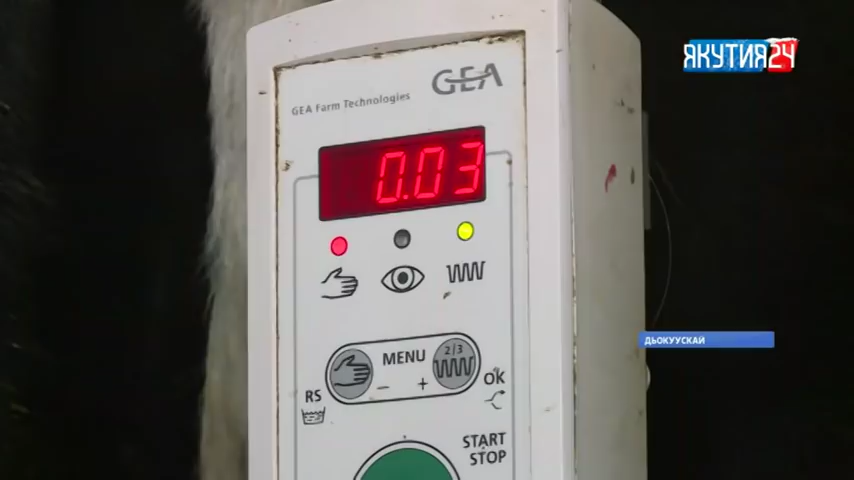 ЯКУТИЯ24
GEA
GEA Farm Technologies
0.03
MENU
2/3
− +
RS
OK
START
STOP
ДЬОКУУСКАЙ